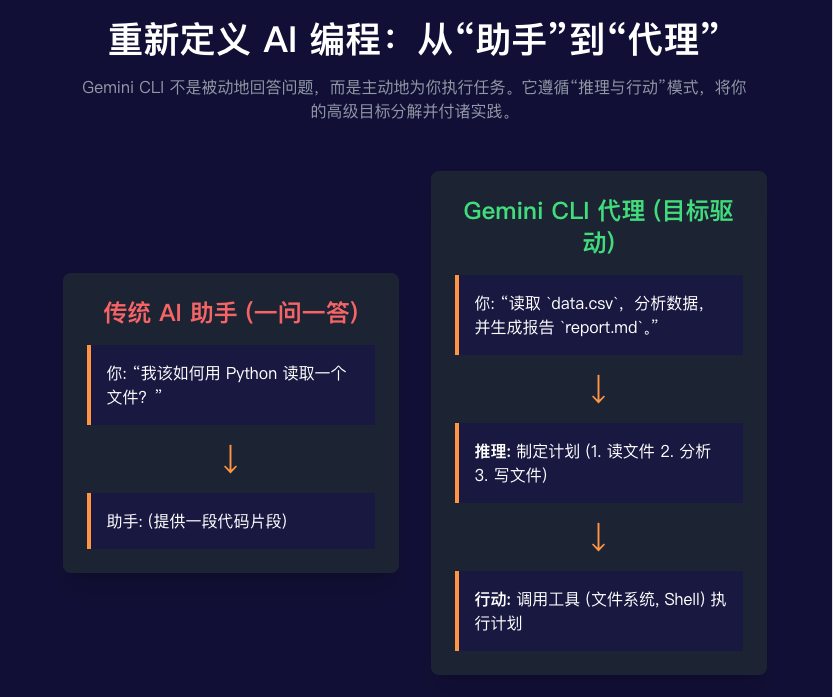 重新定义 AI 编程：从“助手”到“代理”
Gemini CLI 不是被动地回答问题，而是主动地为你执行任务。它遵循“推理与行动”模式，将你
的高级目标分解并付诸实践。
传统 AI 助手 (一问一答)
你: “我该如何用 Python 读取一个
文件？”
↓
助手: (提供一段代码片段)
Gemini CLI 代理 (目标驱
动)
你: “读取 `data.csv`，分析数据，
并生成报告 `report.md`。”
↓
推理: 制定计划 (1. 读文件 2. 分析
3. 写文件)
↓
行动: 调用工具 (文件系统, Shell) 执
行计划